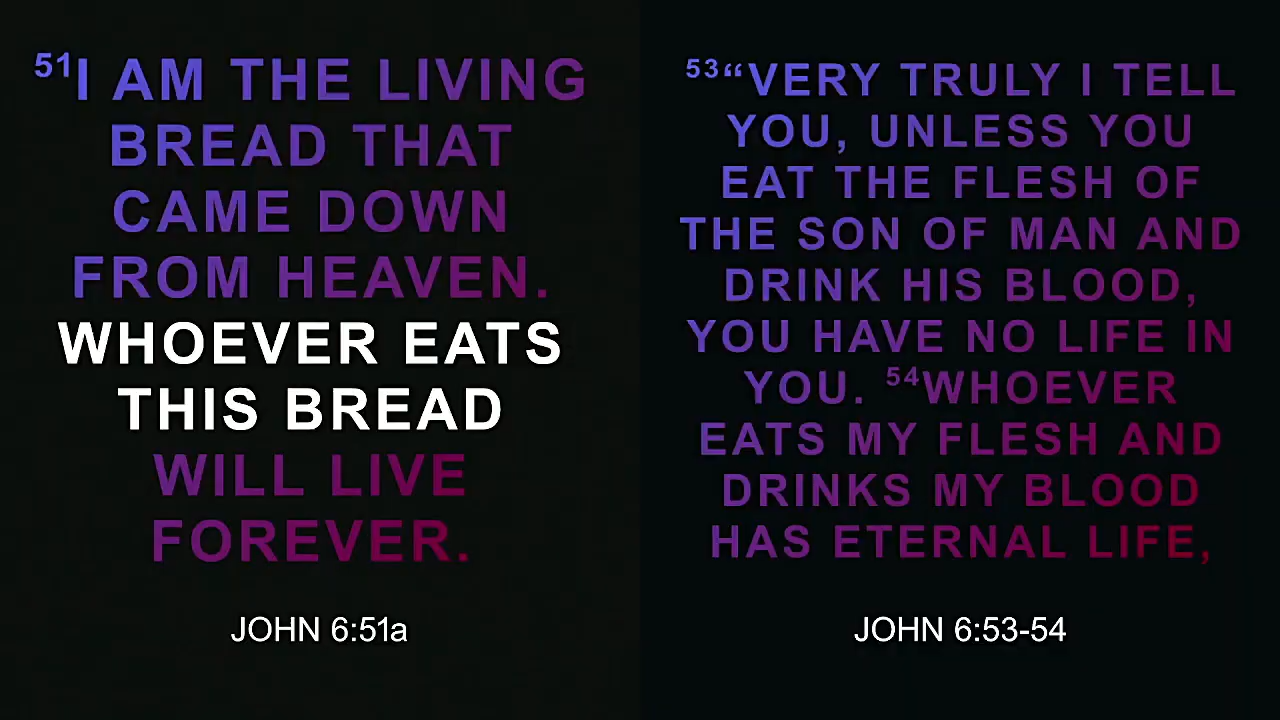 51I AM THE LIVING
BREAD THAT
CAME DOWN
FROM HEAVEN.
WHOEVER EATS
THIS BREAD
WILL LIVE
FOREVER.
JOHN 6:51a
53“VERY TRULY I TELL
YOU, UNLESS YOU
EAT THE FLESH OF
THE SON OF MAN AND
DRINK HIS BLOOD,
YOU HAVE NO LIFE IN
YOU. 54WHOEVER
EATS MY FLESH AND
DRINKS MY BLOOD
HAS ETERNAL LIFE,
JOHN 6:53-54